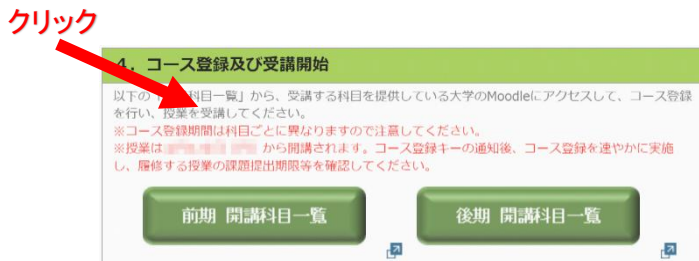 クリック
4．コース登録及び受講開始
以下の「 科目一覧」から、受講する科目を提供している大学のMoodleにアクセスして、コース登録
を行い、授業を受講してください。
※コース登録期間は科目ごとに異なりますので注意してください。
※授業は から開講されます。コース登録キーの通知後、コース登録を速やかに実施
し、履修する授業の課題提出期限等を確認してください。
前期 開講科目一覧
後期 開講科目一覧